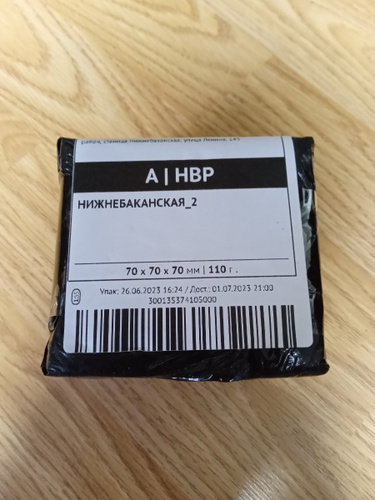 А | НВР
НИЖНЕБАКАНСКАЯ_2
70 x 70 x 70 мм | 110 г.
Упак: 26.06.2023 16:24 / Дост: 01.07.2023 21:00
300135374105000